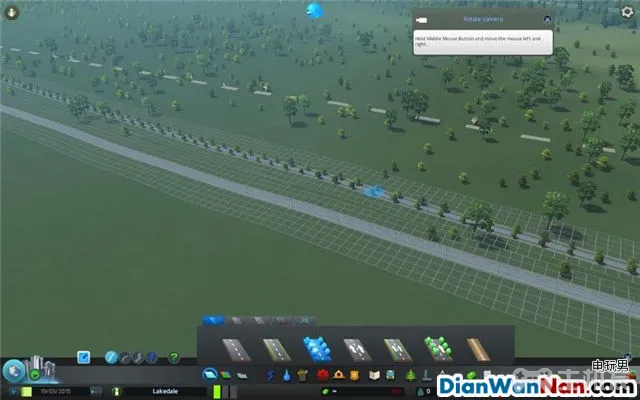 Rotate camera
Hold Middle Mouse Button and move the mouse left and
right.
19/03/2015
Lakedale
0
电玩男
DianWanNan.com